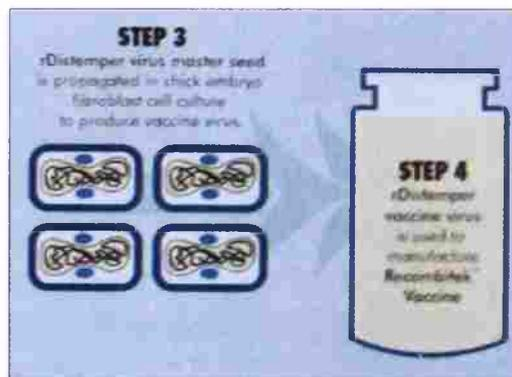 STEP 3
rDistemper virus master seed
is propagated in chick embryo
fibroblast cell culture
to produce vaccine virus
STEP 4
rDistemper
vaccine virus
is used to
manufacture
Recombitek
Vaccine